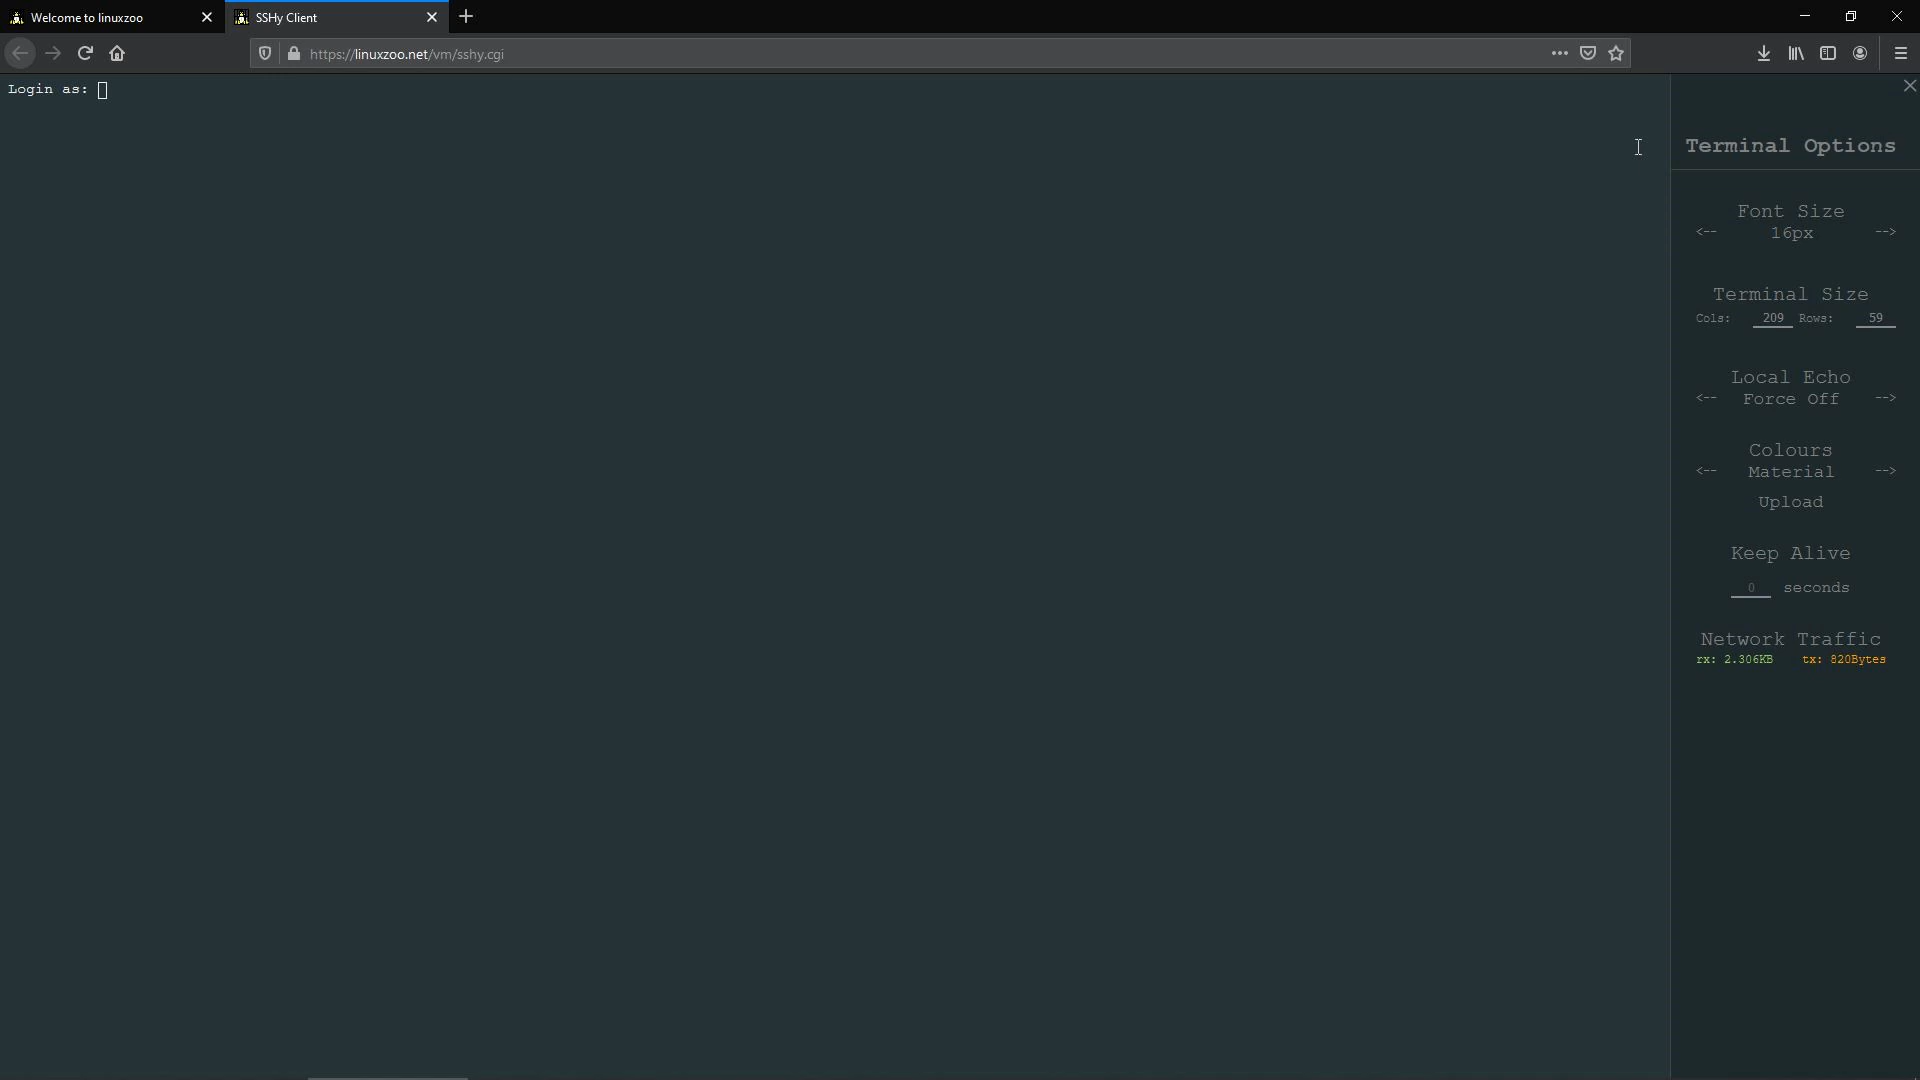 Welcome to linuxzoo
SSHy Client
https://linuxzoo.net/vm/sshy.cgi
Login as:
Terminal Options
Font Size
<-- 16px -->
Terminal Size
Cols: 209 Rows: 59
Local Echo
<-- Force Off -->
Colours
<-- Material -->
Upload
Keep Alive
0 seconds
Network Traffic
rx: 2.306KB tx: 820Bytes